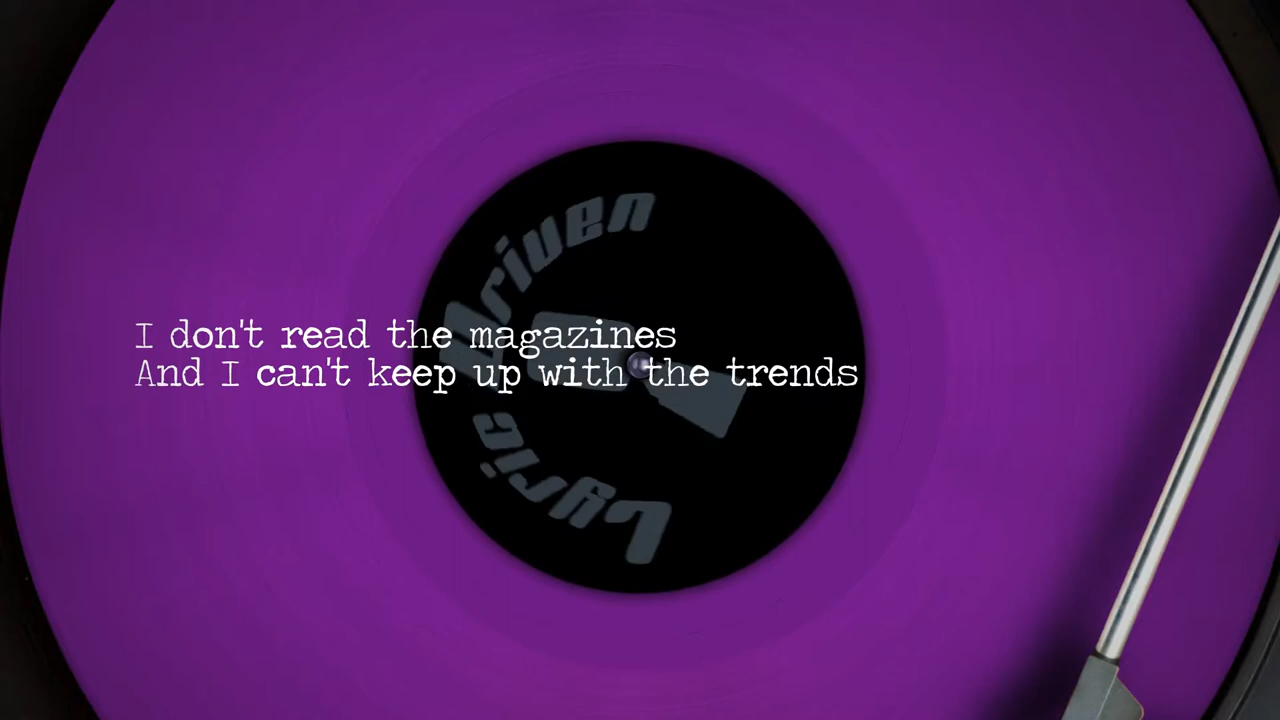 I don't read the magazines
And I can't keep up with the trends
Lyric Driven